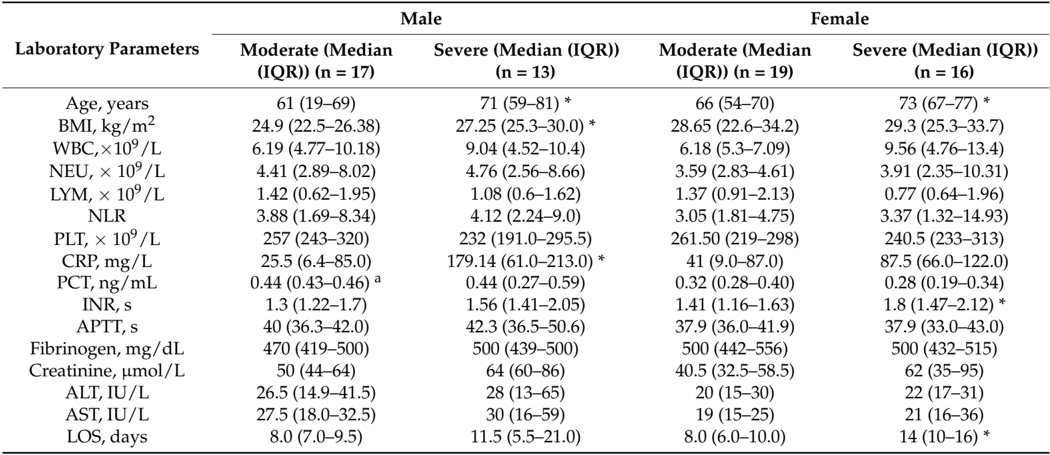 Male Female
Laboratory Parameters Moderate (Median (IQR)) (n = 17) Severe (Median (IQR)) (n = 13) Moderate (Median (IQR)) (n = 19) Severe (Median (IQR)) (n = 16)
Age, years 61 (19–69) 71 (59–81) * 66 (54–70) 73 (67–77) *
BMI, kg/m² 24.9 (22.5–26.38) 27.25 (25.3–30.0) * 28.65 (22.6–34.2) 29.3 (25.3–33.7)
WBC,×10⁹/L 6.19 (4.77–10.18) 9.04 (4.52–10.4) 6.18 (5.3–7.09) 9.56 (4.76–13.4)
NEU, × 10⁹/L 4.41 (2.89–8.02) 4.76 (2.56–8.66) 3.59 (2.83–4.61) 3.91 (2.35–10.31)
LYM, × 10⁹/L 1.42 (0.62–1.95) 1.08 (0.6–1.62) 1.37 (0.91–2.13) 0.77 (0.64–1.96)
NLR 3.88 (1.69–8.34) 4.12 (2.24–9.0) 3.05 (1.81–4.75) 3.37 (1.32–14.93)
PLT, × 10⁹/L 257 (243–320) 232 (191.0–295.5) 261.50 (219–298) 240.5 (233–313)
CRP, mg/L 25.5 (6.4–85.0) 179.14 (61.0–213.0) * 41 (9.0–87.0) 87.5 (66.0–122.0)
PCT, ng/mL 0.44 (0.43–0.46) ᵃ 0.44 (0.27–0.59) 0.32 (0.28–0.40) 0.28 (0.19–0.34)
INR, s 1.3 (1.22–1.7) 1.56 (1.41–2.05) 1.41 (1.16–1.63) 1.8 (1.47–2.12) *
APTT, s 40 (36.3–42.0) 42.3 (36.5–50.6) 37.9 (36.0–41.9) 37.9 (33.0–43.0)
Fibrinogen, mg/dL 470 (419–500) 500 (439–500) 500 (442–556) 500 (432–515)
Creatinine, µmol/L 50 (44–64) 64 (60–86) 40.5 (32.5–58.5) 62 (35–95)
ALT, IU/L 26.5 (14.9–41.5) 28 (13–65) 20 (15–30) 22 (17–31)
AST, IU/L 27.5 (18.0–32.5) 30 (16–59) 19 (15–25) 21 (16–36)
LOS, days 8.0 (7.0–9.5) 11.5 (5.5–21.0) 8.0 (6.0–10.0) 14 (10–16) *